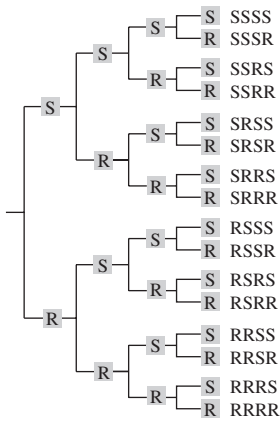 S SSSS
S
R SSSR
S
S SSRS
R
R SSRR
S
S SRSS
S
R SRSR
R
S SRRS
R
R SRRR
S RSSS
S
R RSSR
S
S RSRS
R
R RSRR
R
S RRSS
S
R RRSR
R
S RRRS
R
R RRRR